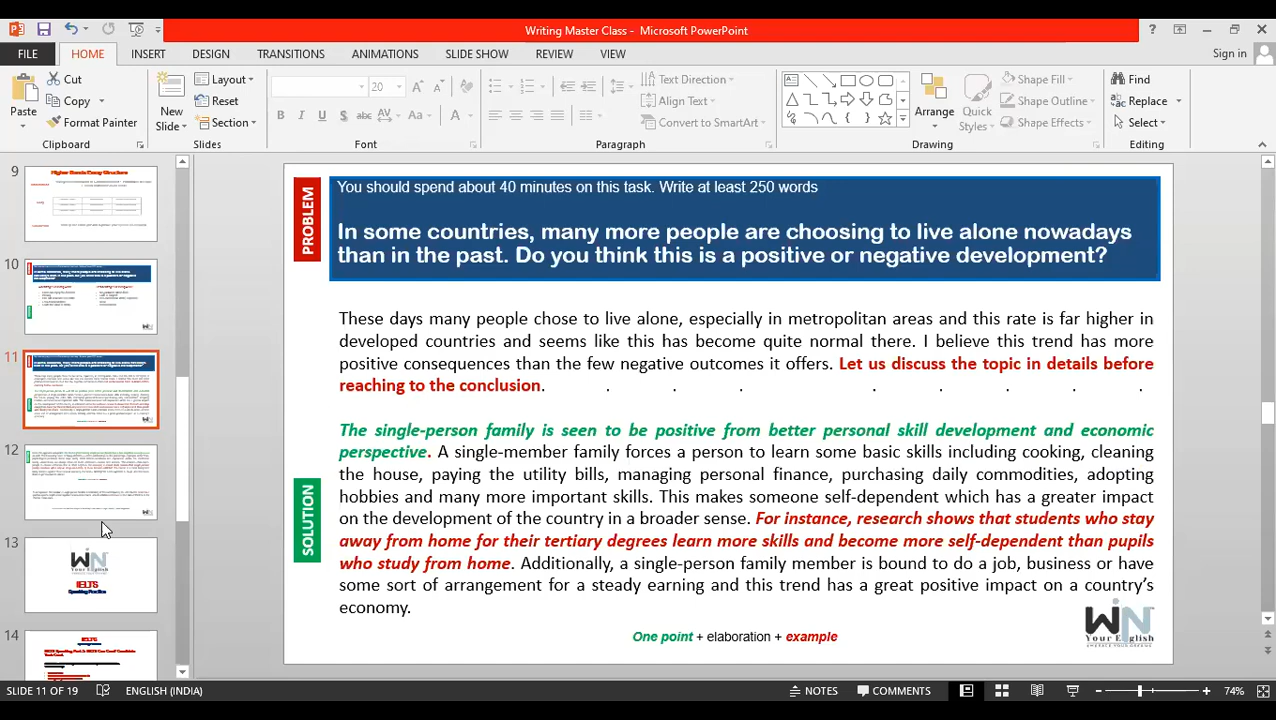 Writing Master Class - Microsoft PowerPoint
Sign in
FILE HOME INSERT DESIGN TRANSITIONS ANIMATIONS SLIDE SHOW REVIEW VIEW
Paste
Cut
Copy
Format Painter
Clipboard
New Slide
Layout
Reset
Section
Slides
20
Font
Text Direction
Align Text
Convert to SmartArt
Paragraph
Arrange
Quick Styles
Shape Fill
Shape Outline
Shape Effects
Drawing
Find
Replace
Select
Editing
9
10
11
12
13
IELTS
14
PROBLEM
You should spend about 40 minutes on this task. Write at least 250 words
In some countries, many more people are choosing to live alone nowadays
than in the past. Do you think this is a positive or negative development?
These days many people chose to live alone, especially in metropolitan areas and this rate is far higher in
developed countries and seems like this has become quite normal there. I believe this trend has more
positive consequences than the few negative outcomes it offers. Let us discuss the topic in details before
reaching to the conclusion.
SOLUTION
The single-person family is seen to be positive from better personal skill development and economic
perspective. A single member family forces a person to learn some basic skills including cooking, cleaning
the house, paying the utility bills, managing personal finance, purchasing daily commodities, adopting
hobbies and many more important skills. This makes someone self-dependent which has a greater impact
on the development of the country in a broader sense. For instance, research shows that students who stay
away from home for their tertiary degrees learn more skills and become more self-dependent than pupils
who study from home. Additionally, a single-person family member is bound to do a job, business or have
some sort of arrangement for a steady earning and this trend has a great positive impact on a country's
economy.
One point + elaboration + example
WiN
Your English
SLIDE 11 OF 19 ENGLISH (INDIA) NOTES COMMENTS 74%